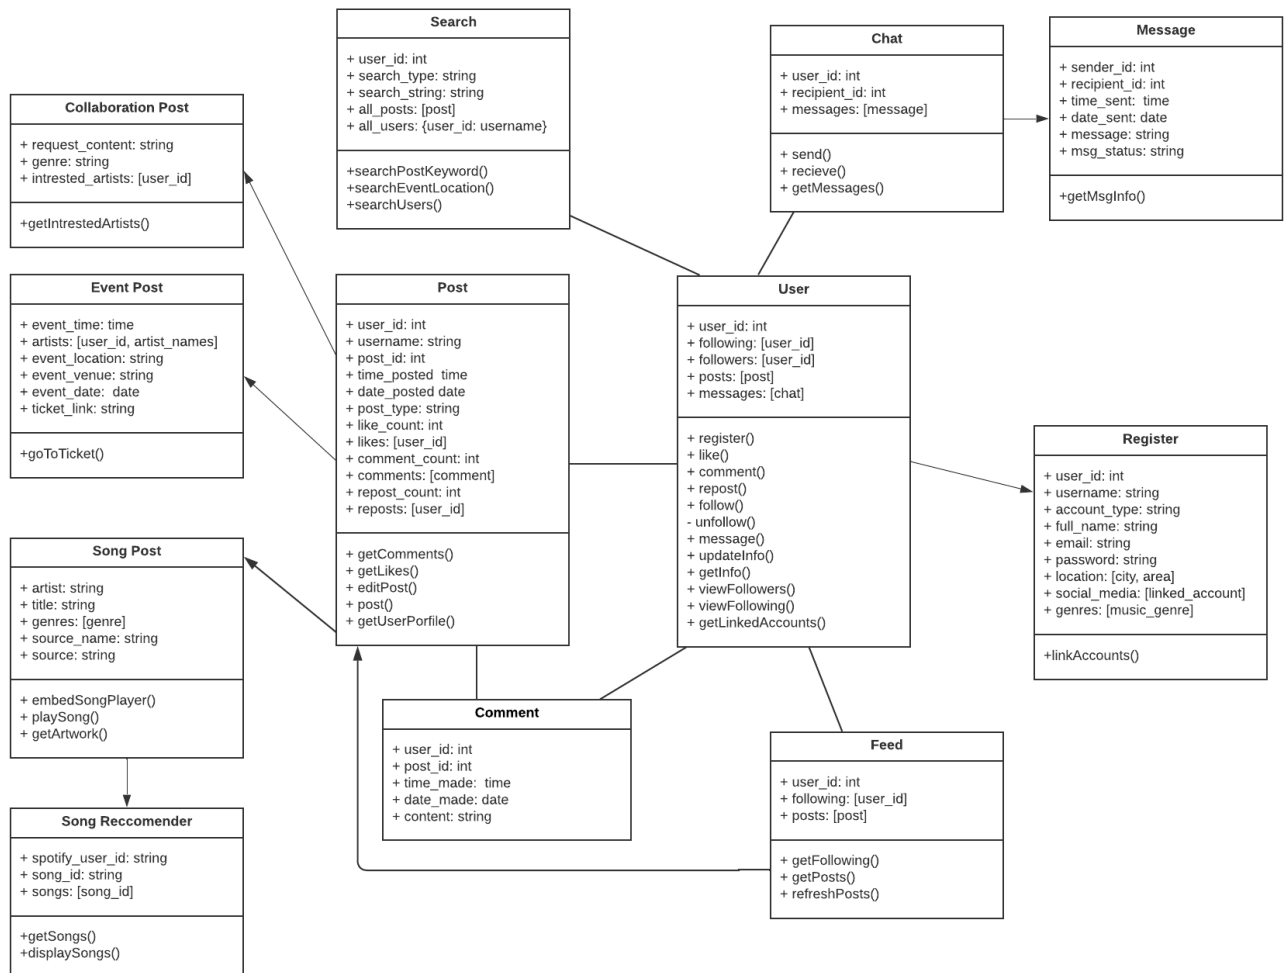 Search
+ user_id: int
+ search_type: string
+ search_string: string
+ all_posts: [post]
+ all_users: {user_id: username}
+searchPostKeyword()
+searchEventLocation()
+searchUsers()
Chat
+ user_id: int
+ recipient_id: int
+ messages: [message]
+ send()
+ recieve()
+ getMessages()
Message
+ sender_id: int
+ recipient_id: int
+ time_sent: time
+ date_sent: date
+ message: string
+ msg_status: string
+getMsgInfo()
Collaboration Post
+ request_content: string
+ genre: string
+ intrested_artists: [user_id]
+getIntrestedArtists()
Event Post
+ event_time: time
+ artists: [user_id, artist_names]
+ event_location: string
+ event_venue: string
+ event_date: date
+ ticket_link: string
+goToTicket()
Post
+ user_id: int
+ username: string
+ post_id: int
+ time_posted time
+ date_posted date
+ post_type: string
+ like_count: int
+ likes: [user_id]
+ comment_count: int
+ comments: [comment]
+ repost_count: int
+ reposts: [user_id]
+ getComments()
+ getLikes()
+ editPost()
+ post()
+ getUserPorfile()
User
+ user_id: int
+ following: [user_id]
+ followers: [user_id]
+ posts: [post]
+ messages: [chat]
+ register()
+ like()
+ comment()
+ repost()
+ follow()
- unfollow()
+ message()
+ updateInfo()
+ getInfo()
+ viewFollowers()
+ viewFollowing()
+ getLinkedAccounts()
Register
+ user_id: int
+ username: string
+ account_type: string
+ full_name: string
+ email: string
+ password: string
+ location: [city, area]
+ social_media: [linked_account]
+ genres: [music_genre]
+linkAccounts()
Song Post
+ artist: string
+ title: string
+ genres: [genre]
+ source_name: string
+ source: string
+ embedSongPlayer()
+ playSong()
+ getArtwork()
Comment
+ user_id: int
+ post_id: int
+ time_made: time
+ date_made: date
+ content: string
Feed
+ user_id: int
+ following: [user_id]
+ posts: [post]
+ getFollowing()
+ getPosts()
+ refreshPosts()
Song Reccomender
+ spotify_user_id: string
+ song_id: string
+ songs: [song_id]
+getSongs()
+displaySongs()